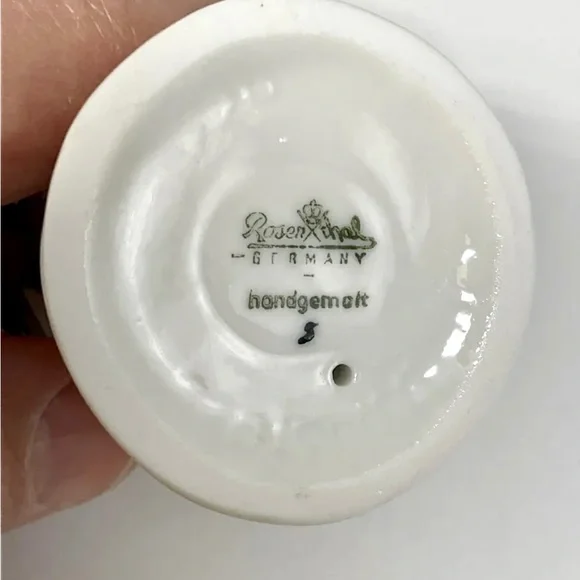 Rosenthal
- GERMANY -
-
handgemalt
S